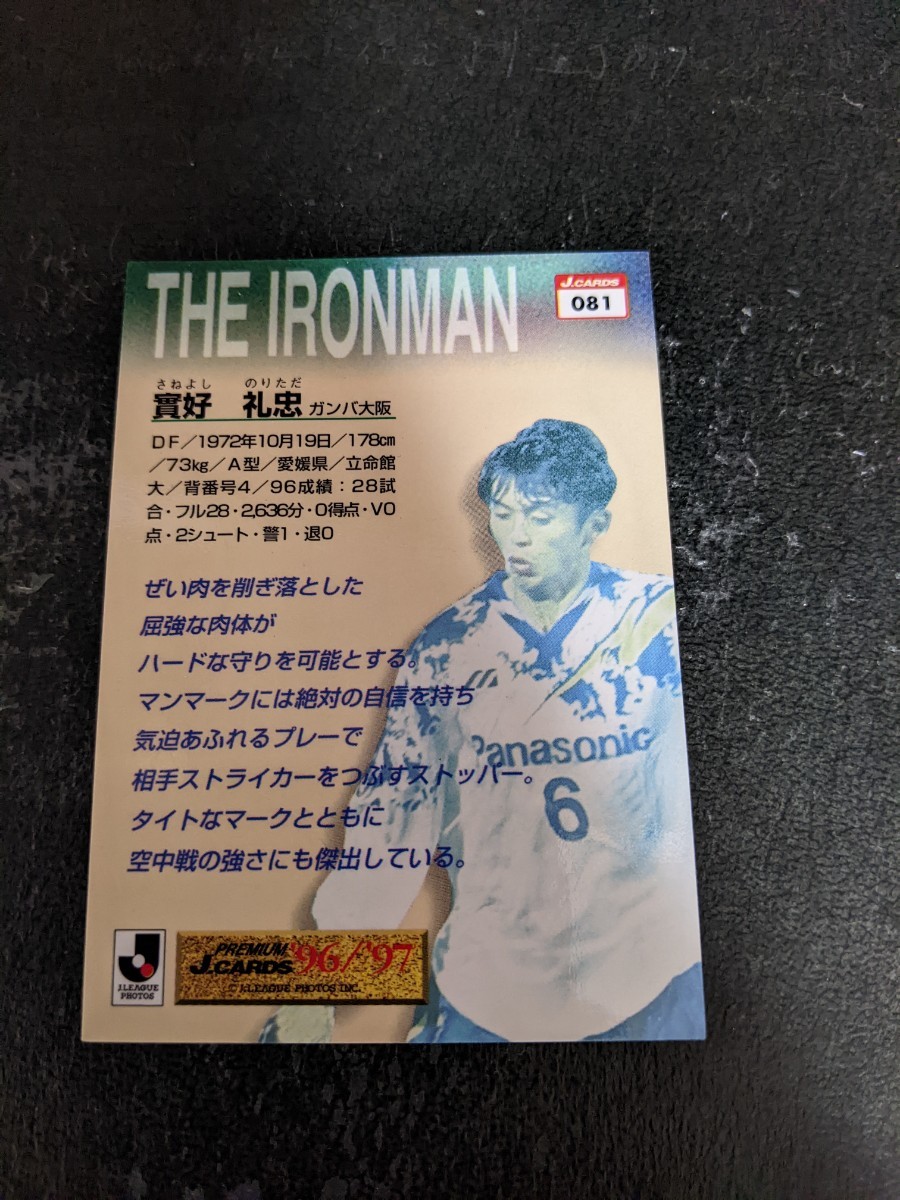 THE IRONMAN
J.CARDS
081
さねよし のりただ
實好 礼忠 ガンバ大阪
DF／1972年10月19日／178㎝
／73㎏／A型／愛媛県／立命館
大／背番号4／96成績：28試
合・フル28・2,636分・0得点・V0
点・2シュート・警1・退0
ぜい肉を削ぎ落とした
屈強な肉体が
ハードな守りを可能とする。
マンマークには絶対の自信を持ち
気迫あふれるプレーで
相手ストライカーをつぶすストッパー。
タイトなマークとともに
空中戦の強さにも傑出している。
Panasonic
6
J.LEAGUE
PHOTOS
PREMIUM
J.CARDS '96/'97
© J.LEAGUE PHOTOS INC.